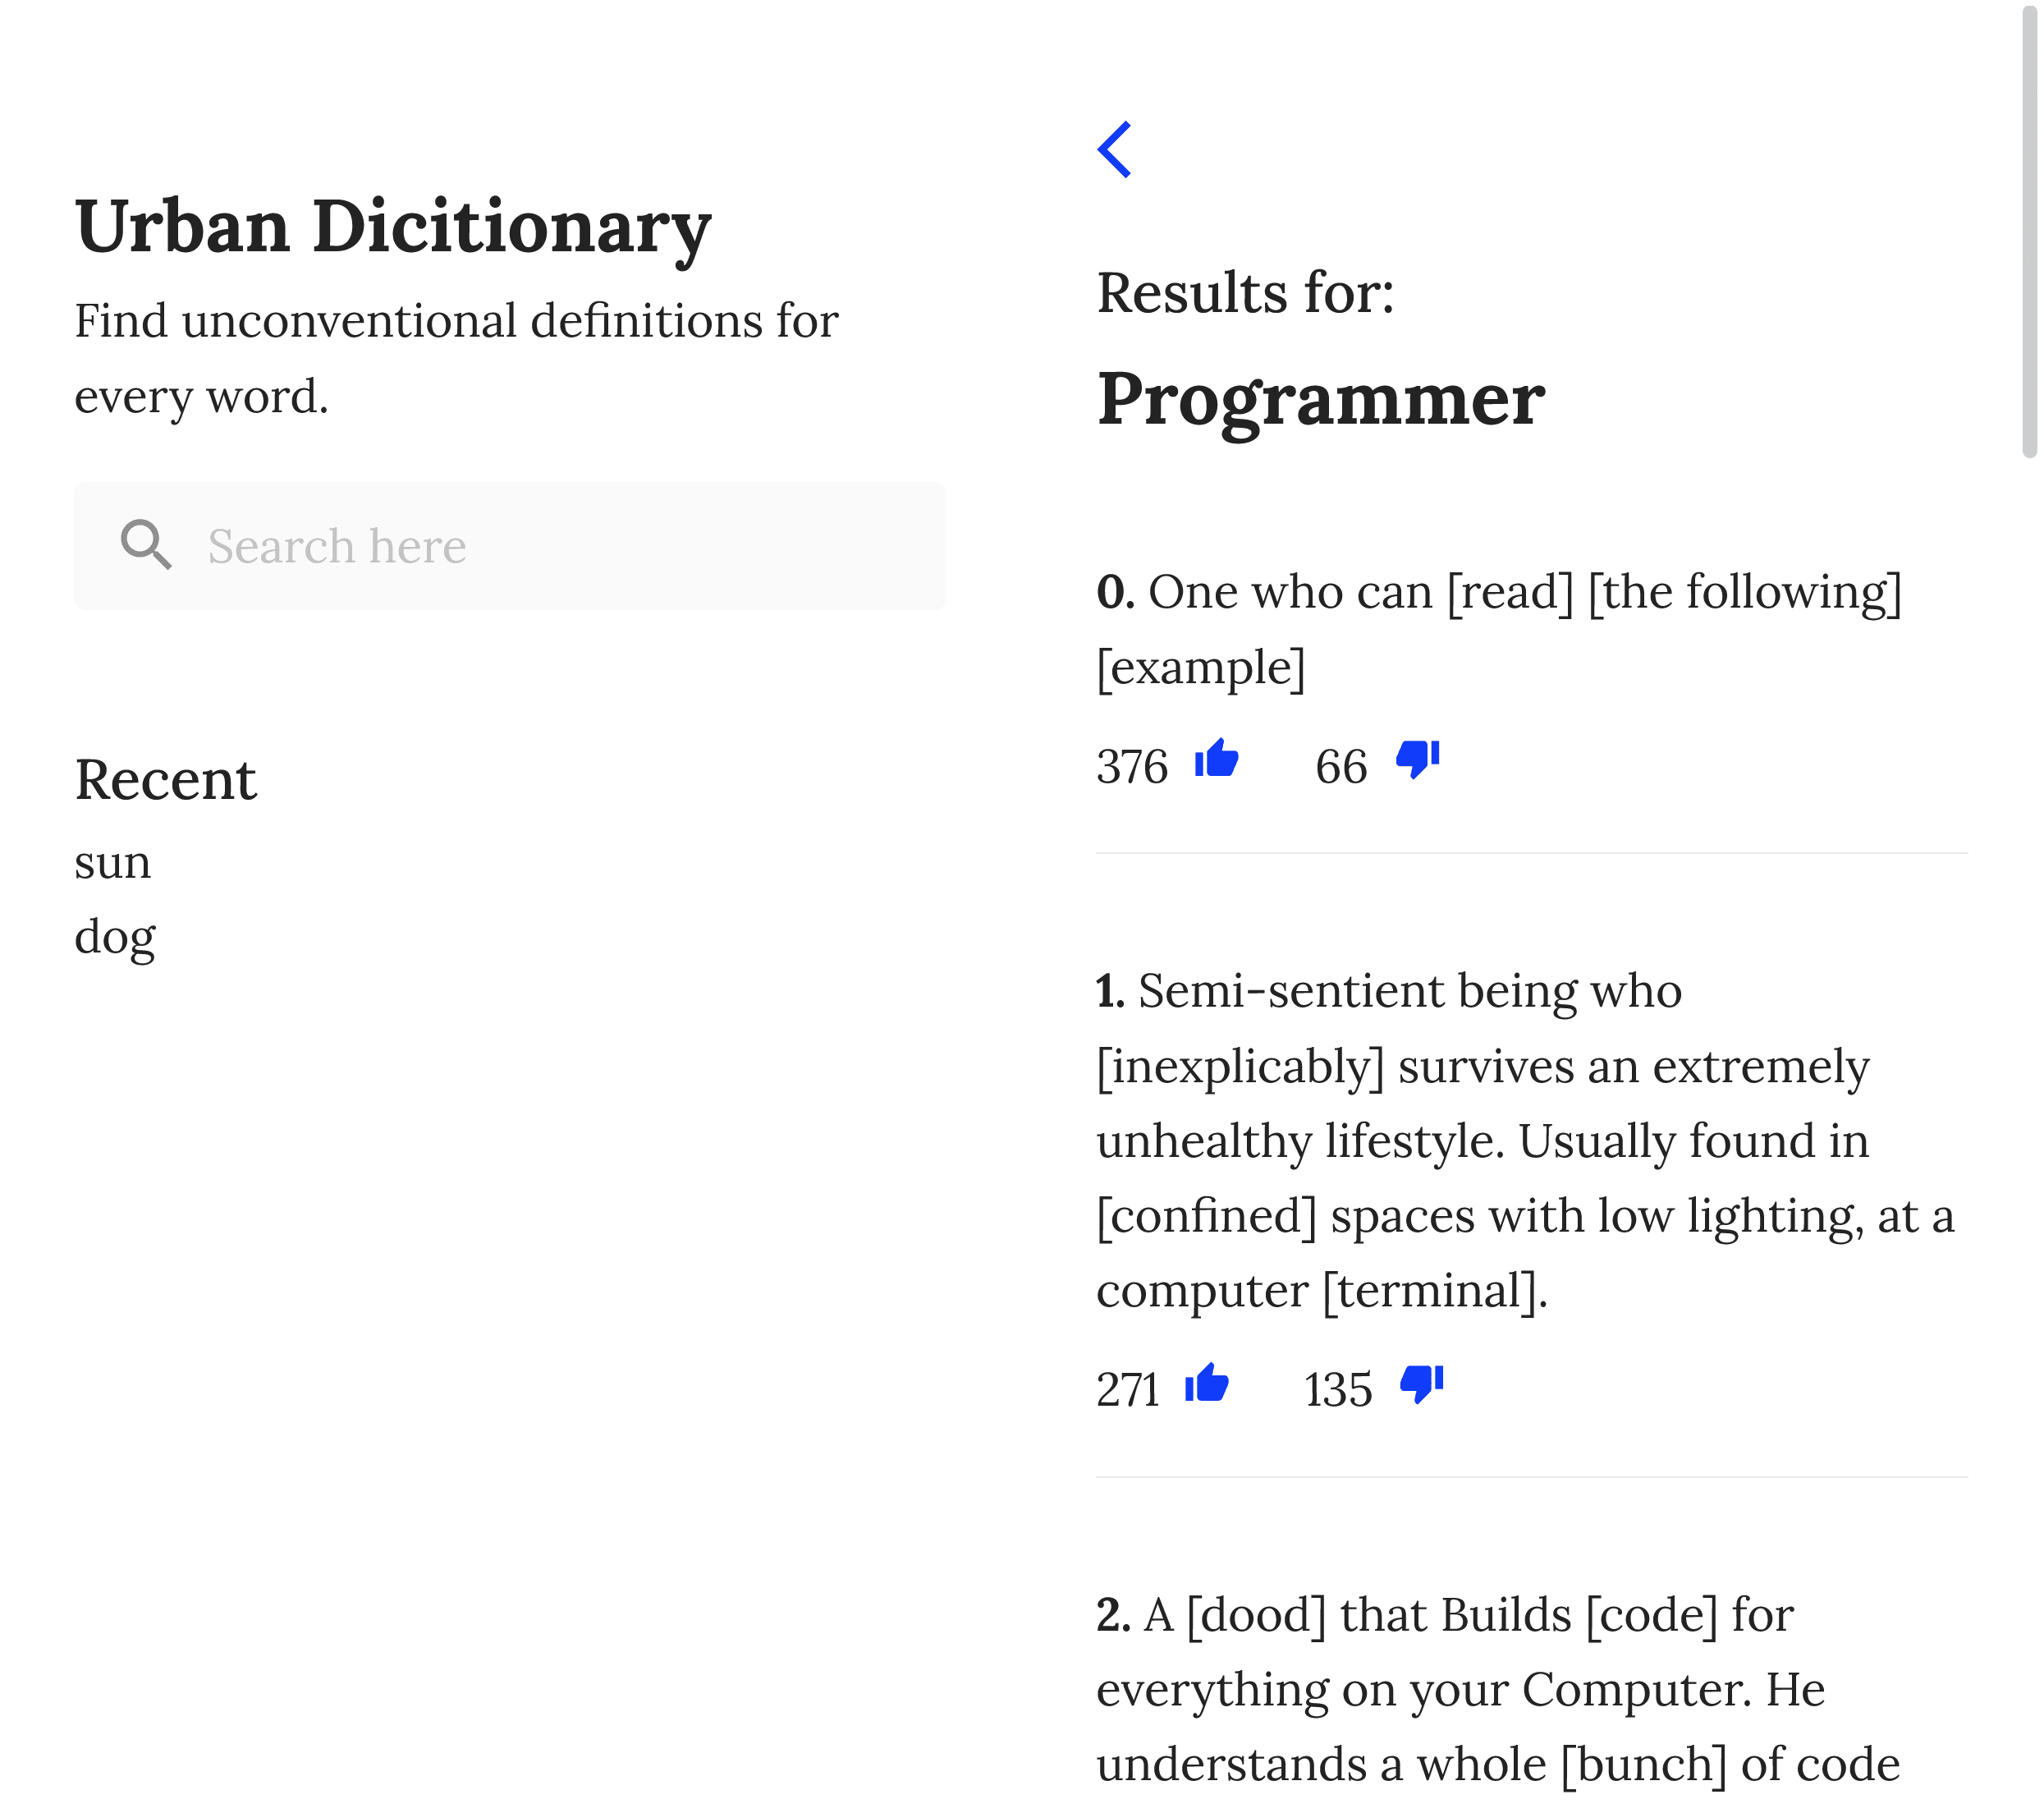 Urban Dicitionary
Find unconventional definitions for
every word.
Search here
Recent
sun
dog
Results for:
Programmer
0. One who can [read] [the following]
[example]
376 66
1. Semi-sentient being who
[inexplicably] survives an extremely
unhealthy lifestyle. Usually found in
[confined] spaces with low lighting, at a
computer [terminal].
271 135
2. A [dood] that Builds [code] for
everything on your Computer. He
understands a whole [bunch] of code